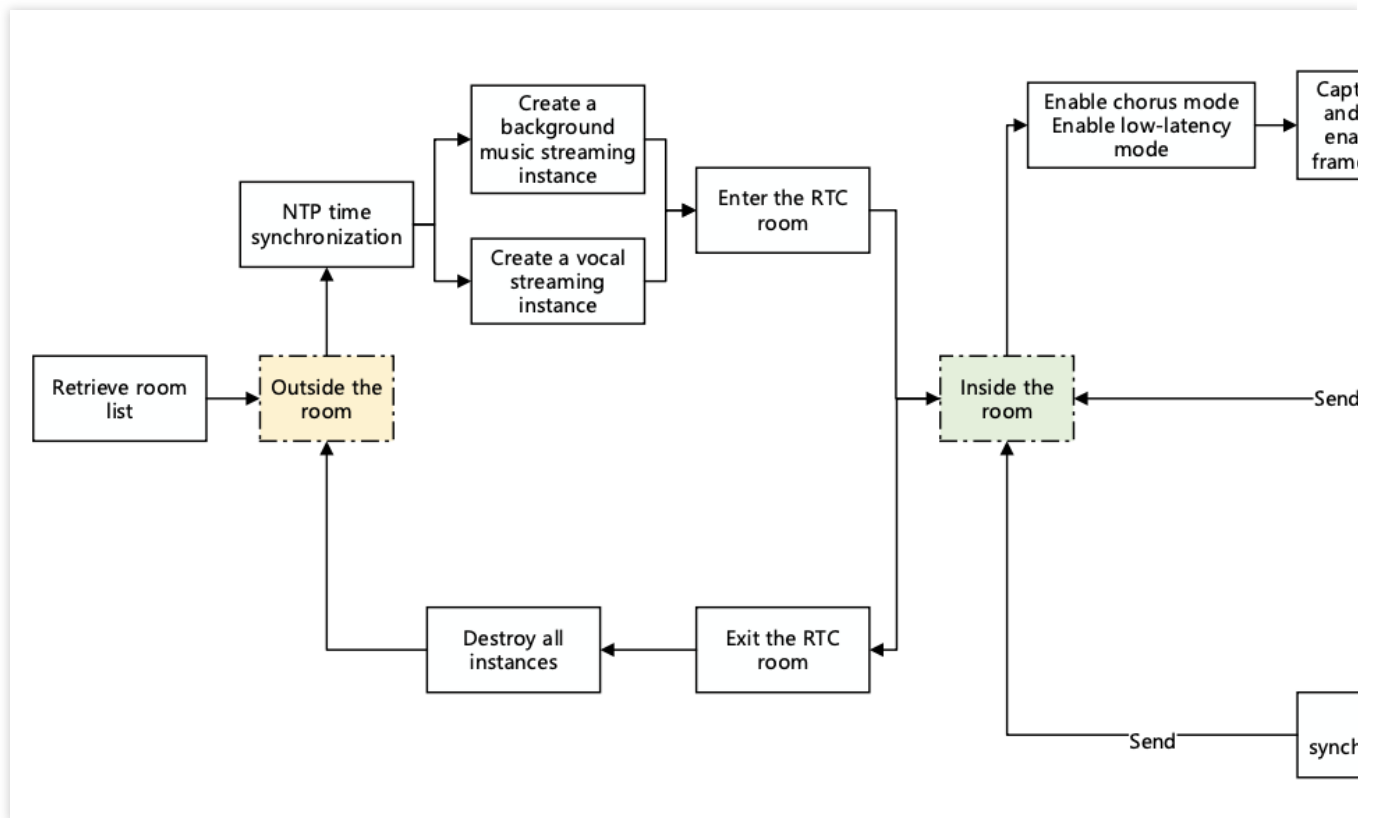 Create a
background
music streaming
instance
Enable chorus mode
Enable low-latency
mode
and
NTP time
synchronization
Enter the RTC
room
Create a vocal
streaming
instance
Retrieve room
list
Outside the
room
Inside the
room
Send
Destroy all
instances
Exit the RTC
room
Send